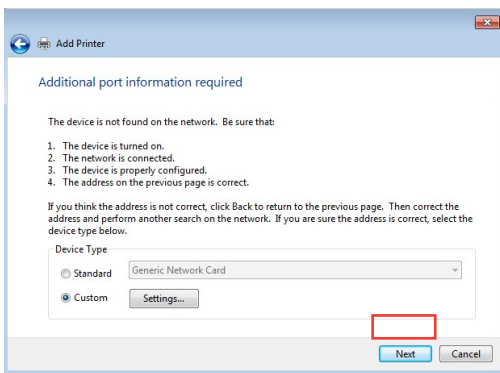 Add Printer
Additional port information required
The device is not found on the network. Be sure that:
1. The device is turned on.
2. The network is connected.
3. The device is properly configured.
4. The address on the previous page is correct.
If you think the address is not correct, click Back to return to the previous page. Then correct the
address and perform another search on the network. If you are sure the address is correct, select the
device type below.
Device Type
Standard Generic Network Card
Custom Settings...
Next Cancel